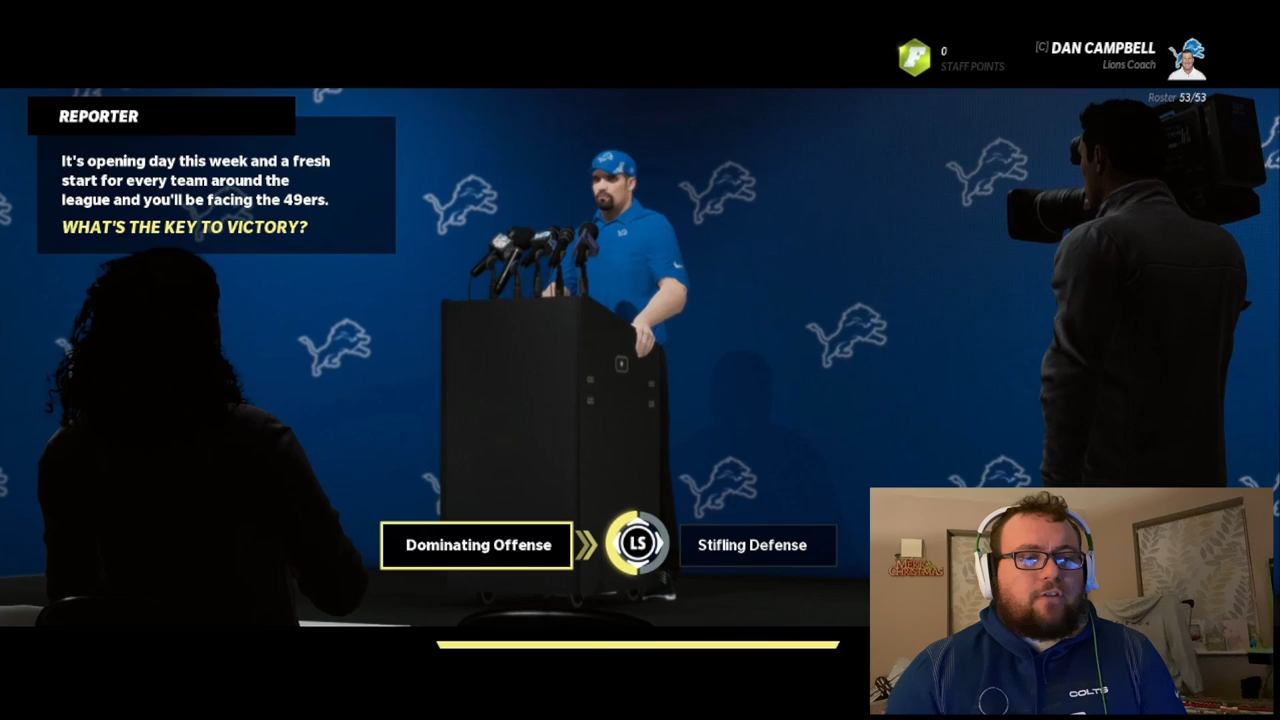 0
STAFF POINTS
[C] DAN CAMPBELL
Lions Coach
Roster 53/53
REPORTER
It's opening day this week and a fresh
start for every team around the
league and you'll be facing the 49ers.
WHAT'S THE KEY TO VICTORY?
Dominating Offense
LS
Stifling Defense
MERRY
CHRISTMAS
COLTS